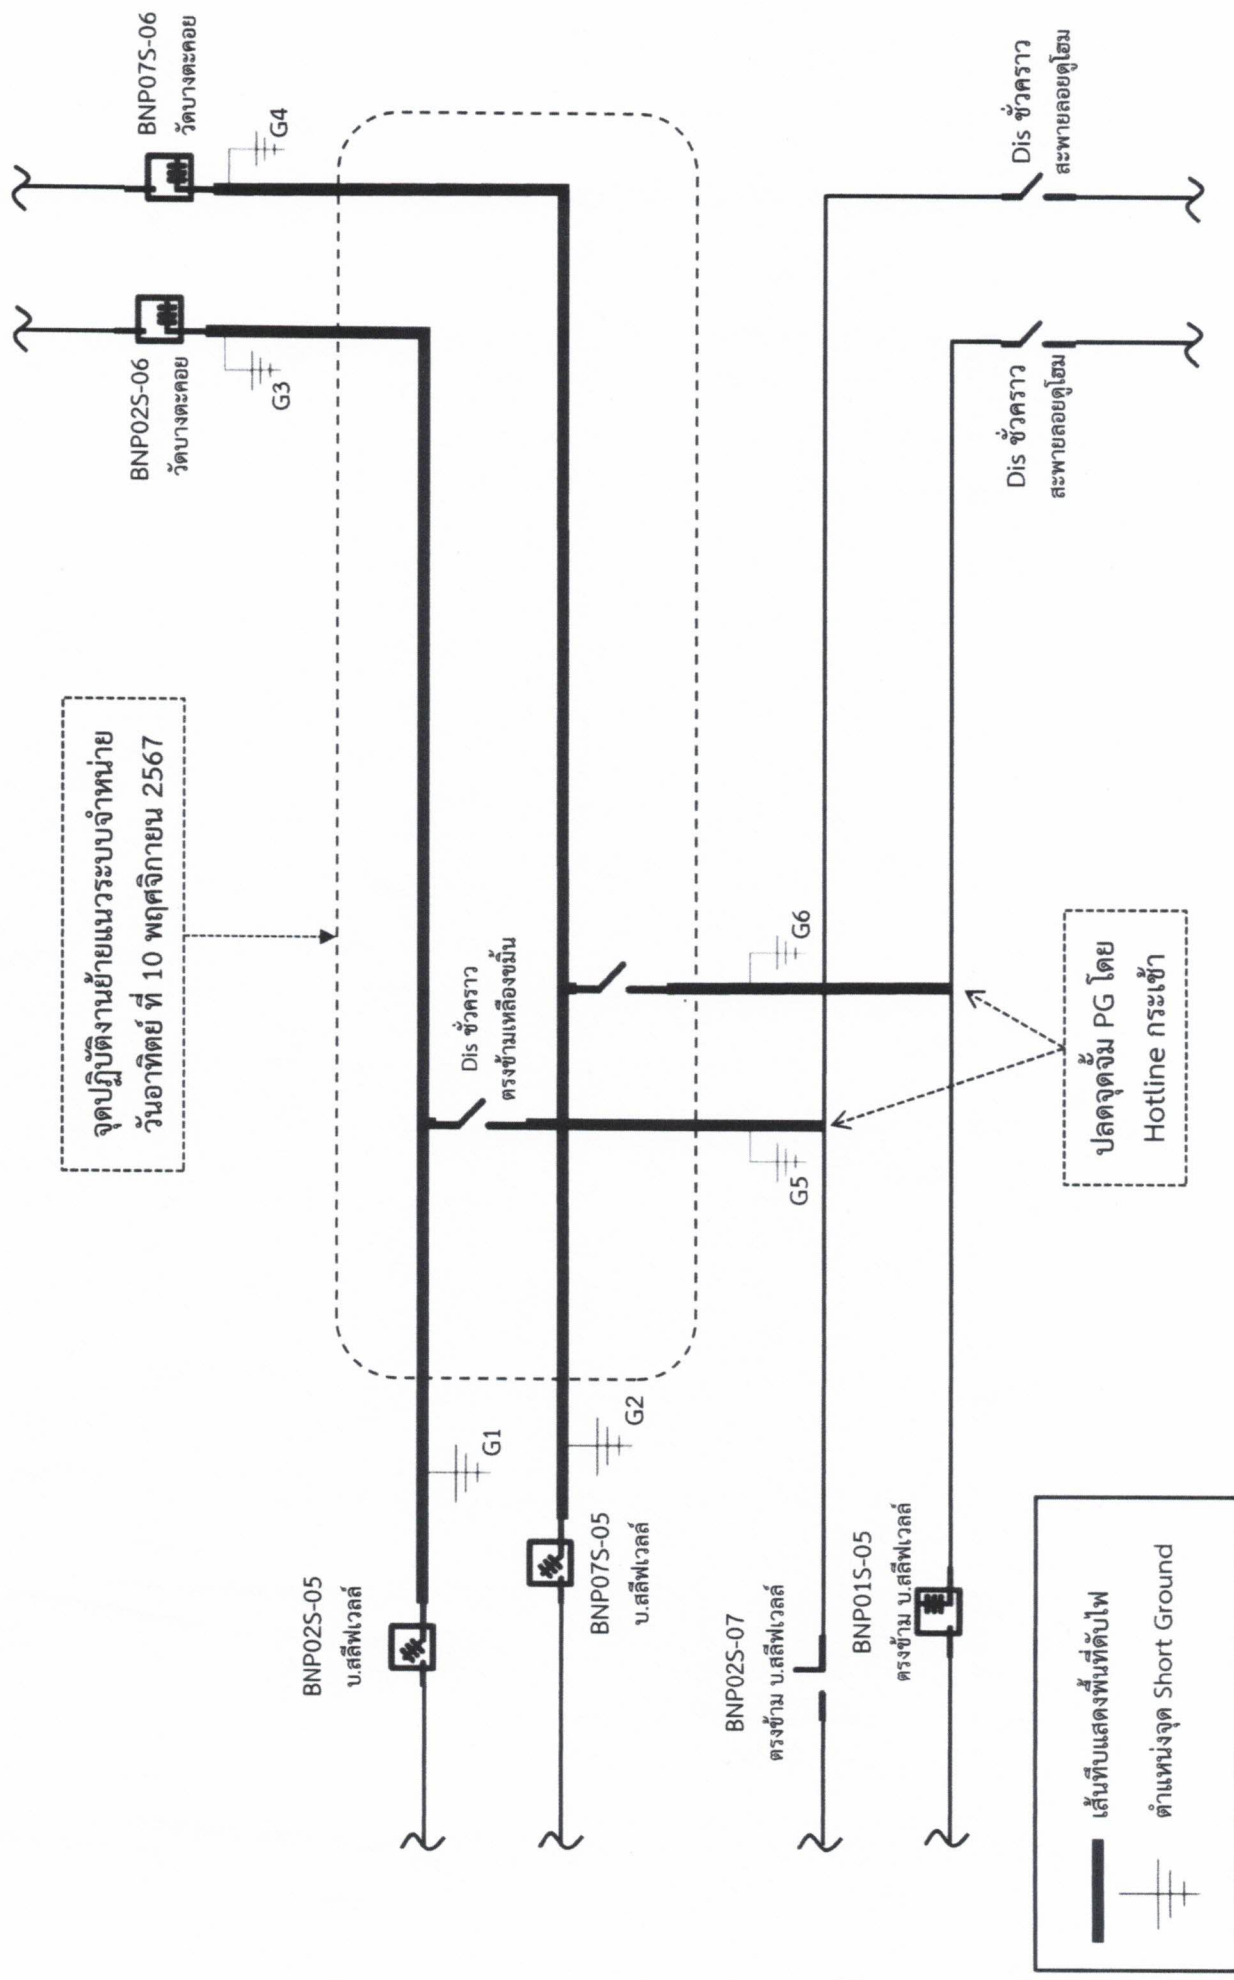 จุดปฏิบัติงานย้ายแนวระบบจำหน่าย
วันอาทิตย์ ที่ 10 พฤศจิกายน 2567
BNP02S-06
วัดบางตะคอย
BNP07S-06
วัดบางตะคอย
G3
G4
BNP02S-05
บ.สลีฟเวลล์
G1
Dis ชั่วคราว
ตรงข้ามเหลืองขมิ้น
BNP07S-05
บ.สลีฟเวลล์
G2
G5
G6
BNP02S-07
ตรงข้าม บ.สลีฟเวลล์
BNP01S-05
ตรงข้าม บ.สลีฟเวลล์
Dis ชั่วคราว
สะพายลอยดูโฮม
Dis ชั่วคราว
สะพายลอยดูโฮม
ปลดจุดจั๊ม PG โดย
Hotline กระเช้า
เส้นทึบแสดงพื้นที่ดับไฟ
ตำแหน่งจุด Short Ground